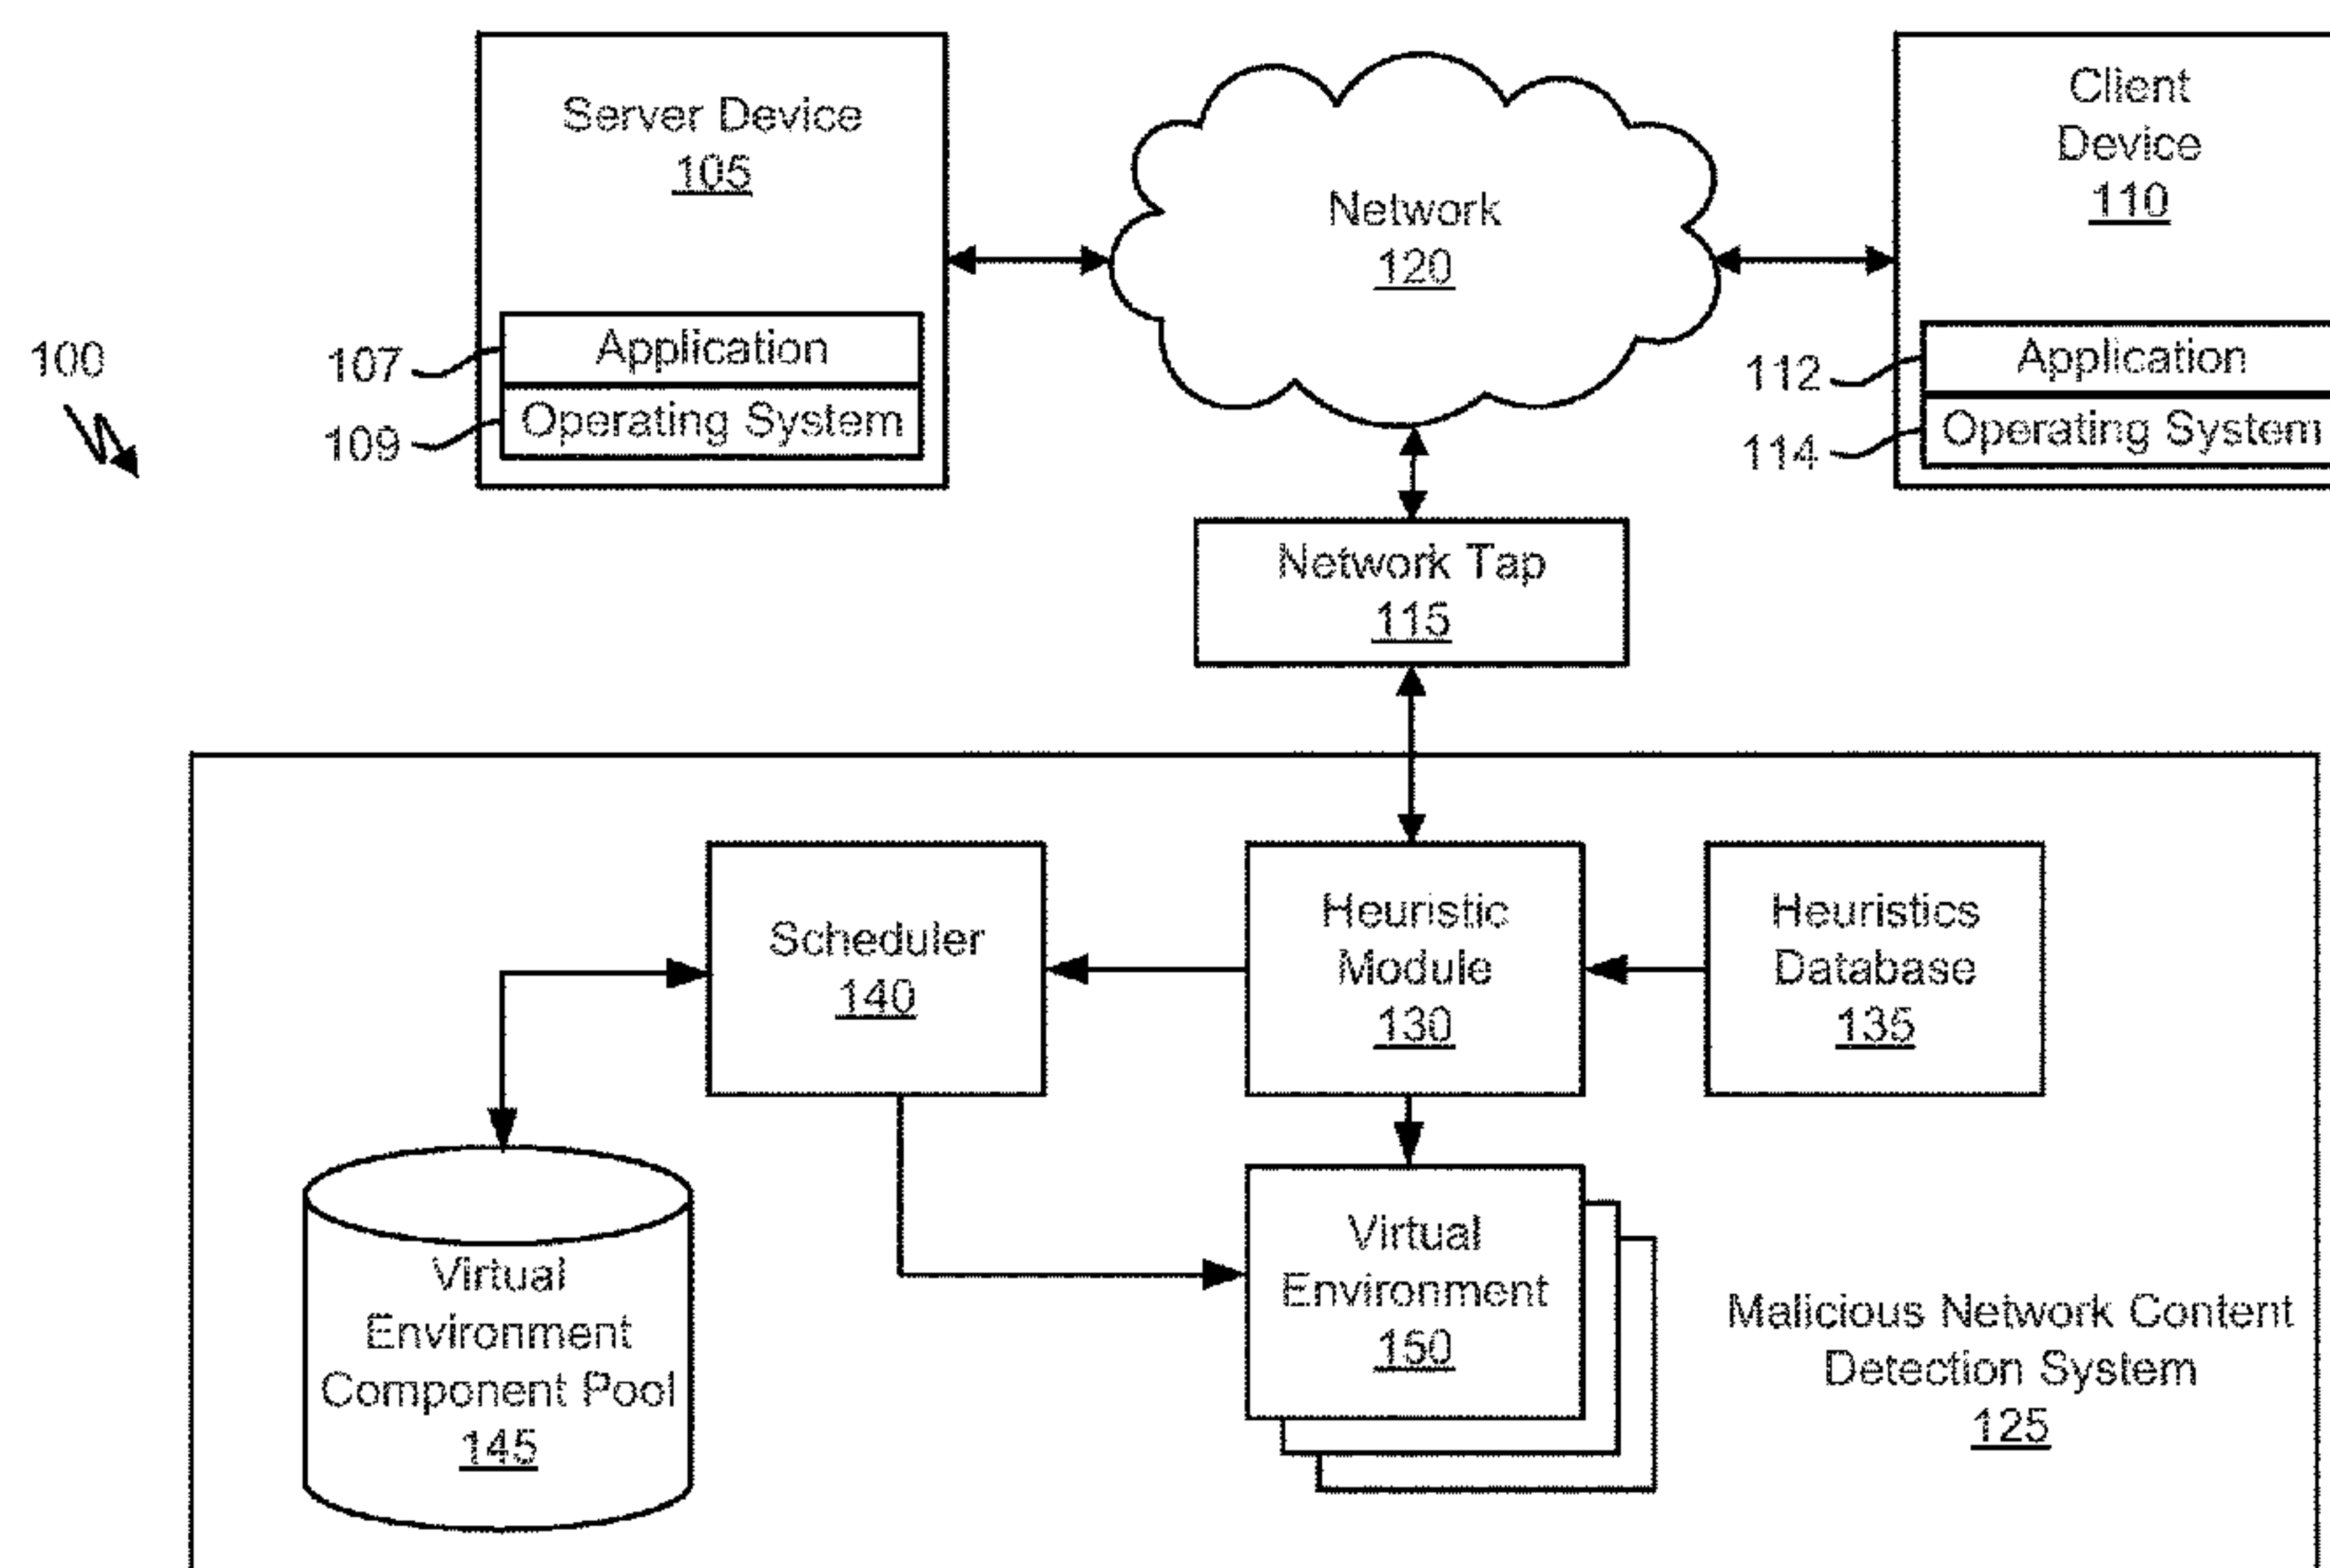 100
Server Device
105
107
Application
109
Operating System
Network
120
Client
Device
110
112
Application
114
Operating System
Network Tap
115
Scheduler
140
Heuristic
Module
130
Heuristics
Database
135
Virtual
Environment
Component Pool
145
Virtual
Environment
150
Malicious Network Content
Detection System
125